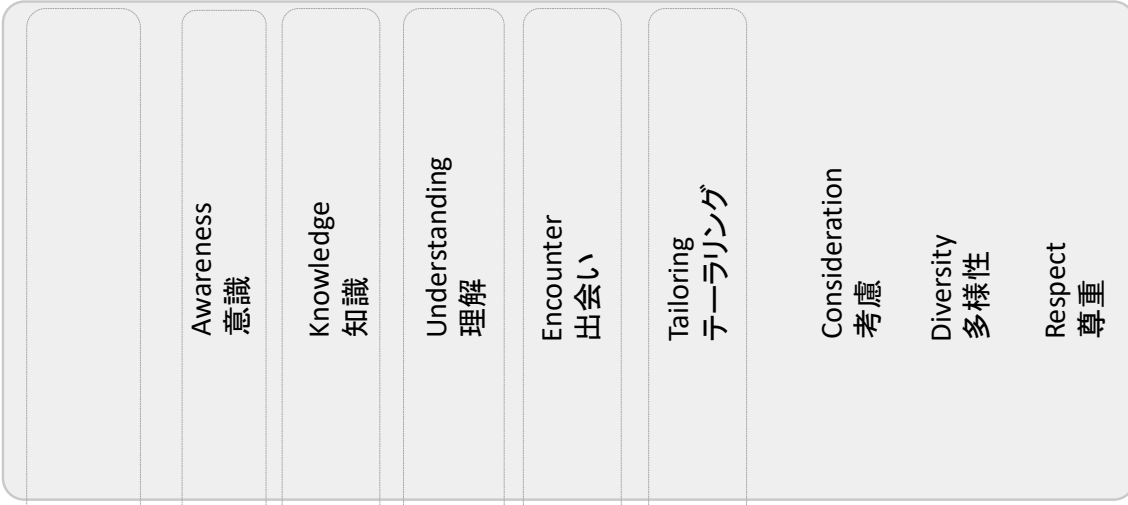 Awareness
意識
Knowledge
知識
Understanding
理解
Encounter
出会い
Tailoring
テーラリング
Consideration
考慮
Diversity
多様性
Respect
尊重